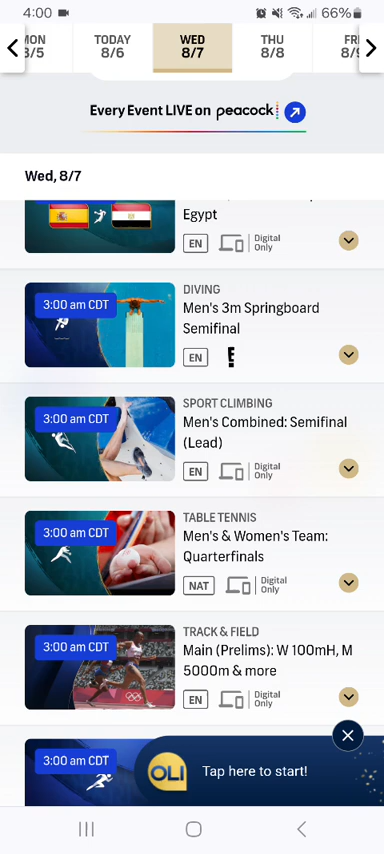 4:00
66%
MON
8/5
TODAY
8/6
WED
8/7
THU
8/8
FRI
Every Event LIVE on peacock
Wed, 8/7
Egypt
EN
Digital
Only
3:00 am CDT
DIVING
Men's 3m Springboard
Semifinal
EN
E!
3:00 am CDT
SPORT CLIMBING
Men's Combined: Semifinal
(Lead)
EN
Digital
Only
3:00 am CDT
TABLE TENNIS
Men's & Women's Team:
Quarterfinals
NAT
Digital
Only
3:00 am CDT
TRACK & FIELD
Main (Prelims): W 100mH, M
5000m & more
EN
Digital
Only
3:00 am CDT
OLI
Tap here to start!